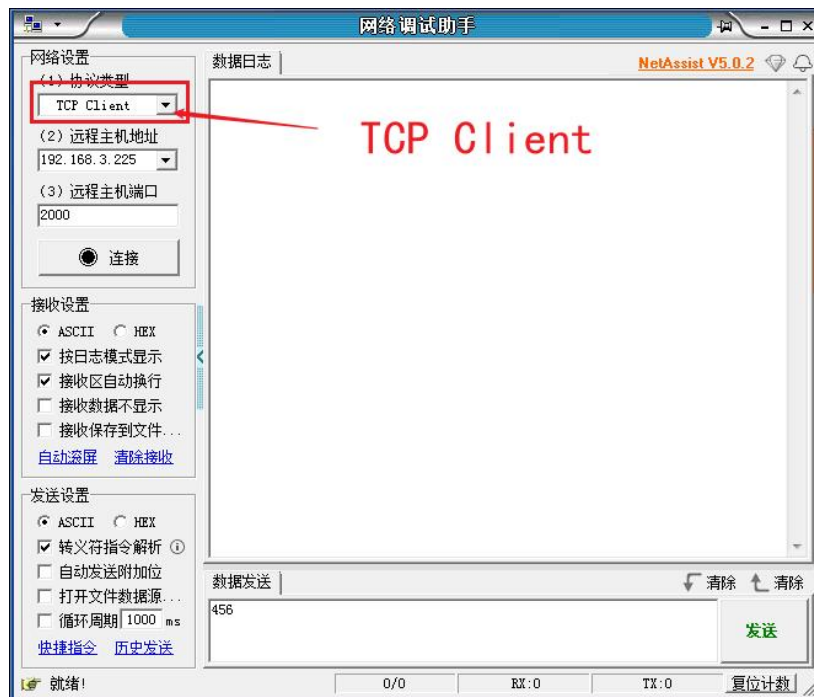 网络调试助手
网络设置
(1) 协议类型
TCP Client
(2) 远程主机地址
192.168.3.225
(3) 远程主机端口
2000
连接
接收设置
ASCII HEX
按日志模式显示
接收区自动换行
接收数据不显示
接收保存到文件...
自动滚屏 清除接收
发送设置
ASCII HEX
转义符指令解析
自动发送附加位
打开文件数据源...
循环周期 1000 ms
快捷指令 历史发送
数据日志
NetAssist V5.0.2
TCP Client
数据发送
清除 清除
456
发送
就绪!
0/0 RX:0 TX:0 复位计数